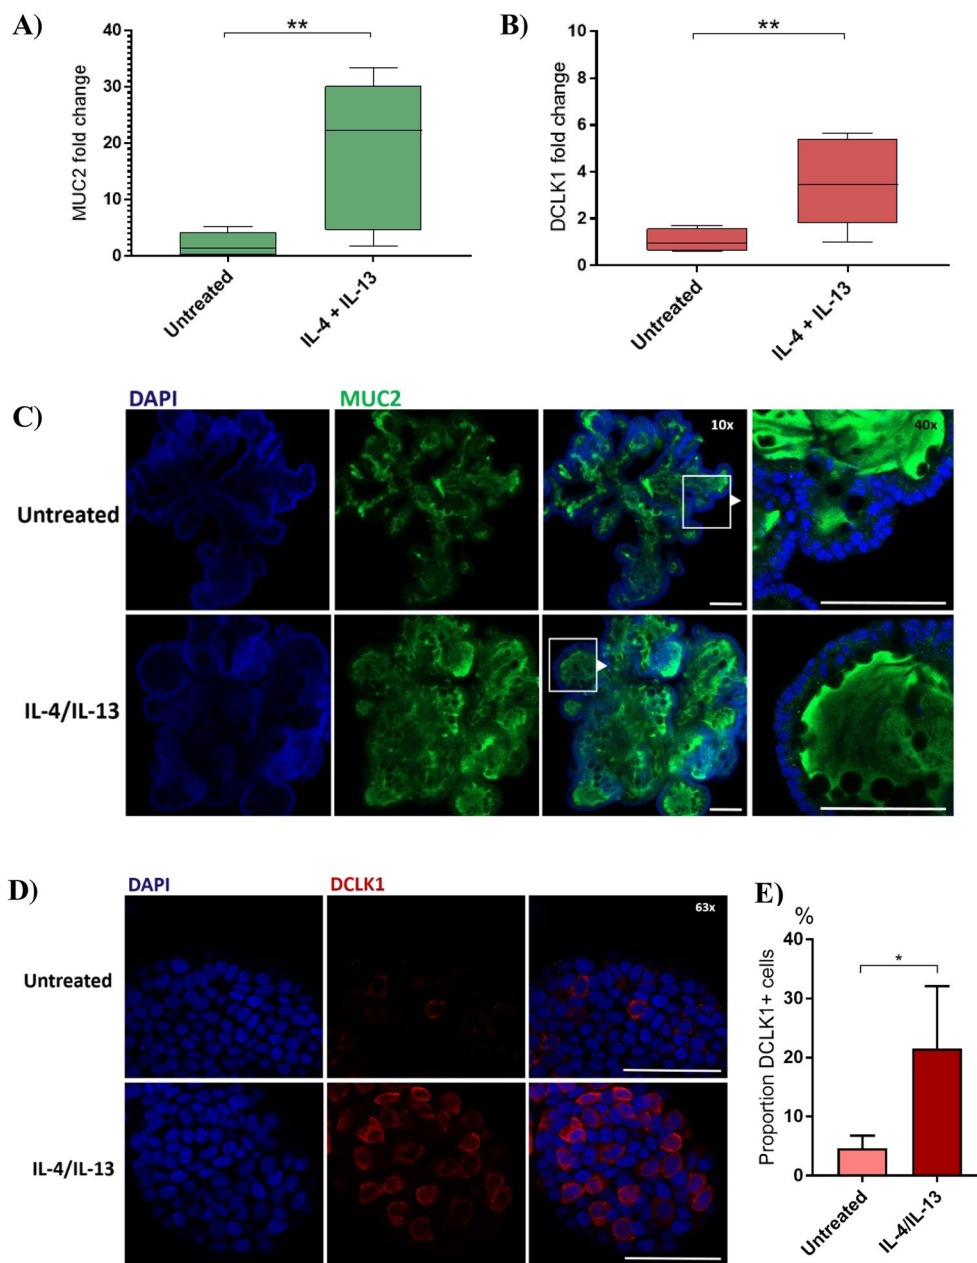 A)
**
MUC2 fold change
40
30
20
10
0
Untreated
IL-4 + IL-13
B)
**
DCLK1 fold change
10
8
6
4
2
0
Untreated
IL-4 + IL-13
C)
DAPI
MUC2
Untreated
10x
40x
IL-4/IL-13
D)
DAPI
DCLK1
Untreated
63x
IL-4/IL-13
E)
%
Proportion DCLK1+ cells
40
30
20
10
0
*
Untreated
IL-4/IL-13